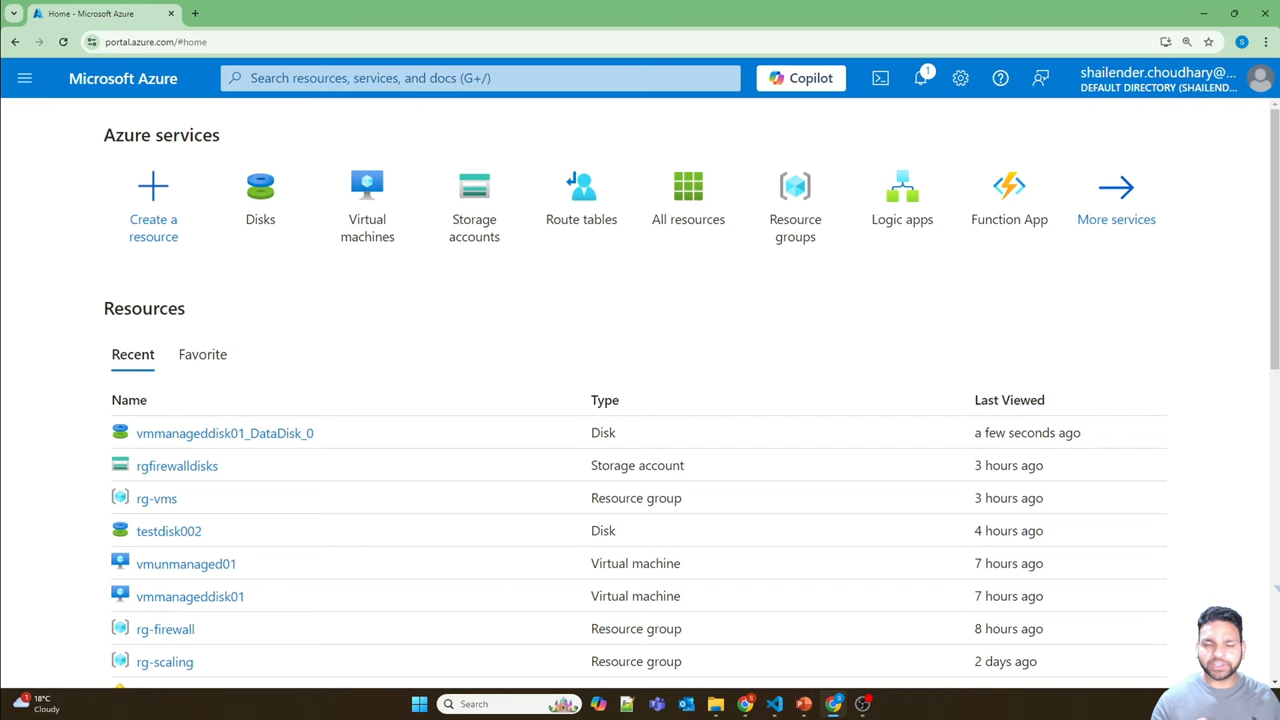 Home - Microsoft Azure
portal.azure.com/#home
S
Microsoft Azure
Search resources, services, and docs (G+/)
Copilot
1
shailender.choudhary@...
DEFAULT DIRECTORY (SHAILEND...
Azure services
Create a resource
Disks
Virtual machines
Storage accounts
Route tables
All resources
Resource groups
Logic apps
Function App
More services
Resources
Recent Favorite
Name Type Last Viewed
vmmanageddisk01_DataDisk_0 Disk a few seconds ago
rgfirewalldisks Storage account 3 hours ago
rg-vms Resource group 3 hours ago
testdisk002 Disk 4 hours ago
vmunmanaged01 Virtual machine 7 hours ago
vmmanageddisk01 Virtual machine 7 hours ago
rg-firewall Resource group 8 hours ago
rg-scaling Resource group 2 days ago
1
18°C
Cloudy
Search